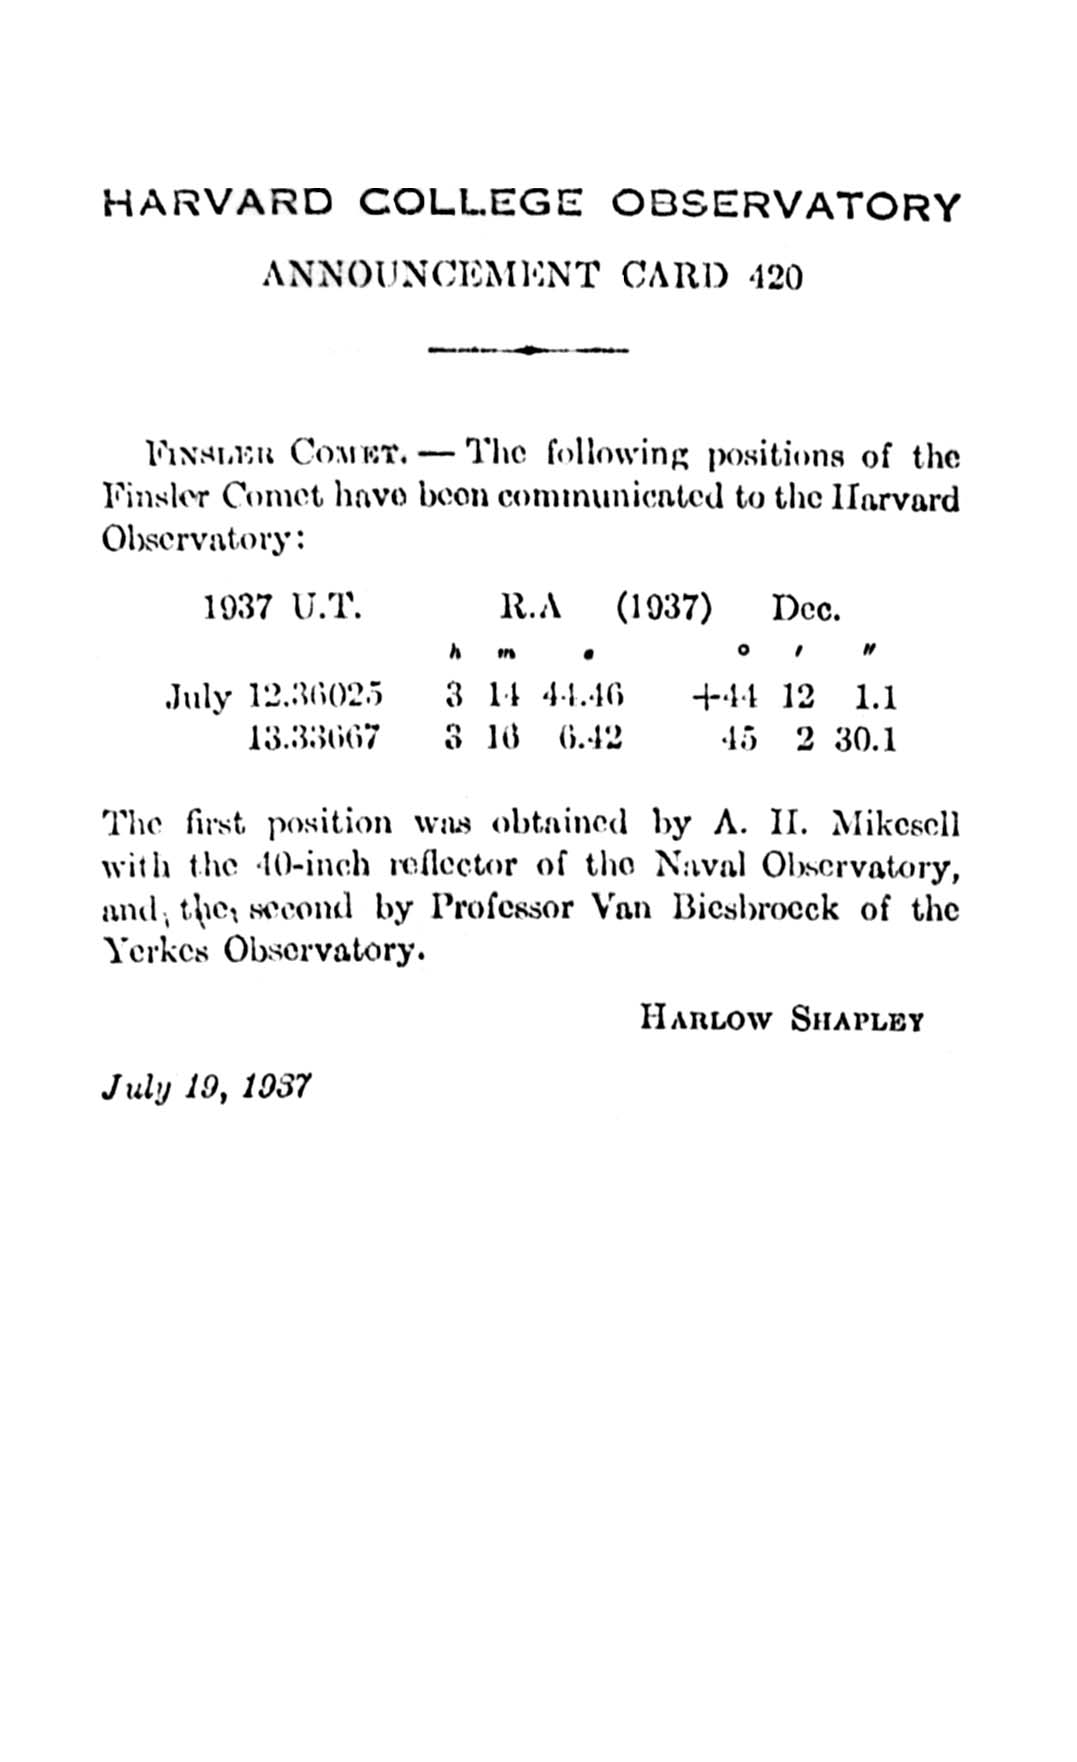 HARVARD COLLEGE OBSERVATORY
ANNOUNCEMENT CARD 420
FINSLER COMET. — The following positions of the
Finsler Comet have been communicated to the Harvard
Observatory:
1937 U.T. R.A (1937) Dec.
h m s ° ′ ″
July 12.36025 3 14 44.46 +44 12 1.1
13.33667 3 16 6.42 45 2 30.1
The first position was obtained by A. H. Mikesell
with the 40-inch reflector of the Naval Observatory,
and the second by Professor Van Biesbroeck of the
Yerkes Observatory.
HARLOW SHAPLEY
July 19, 1937